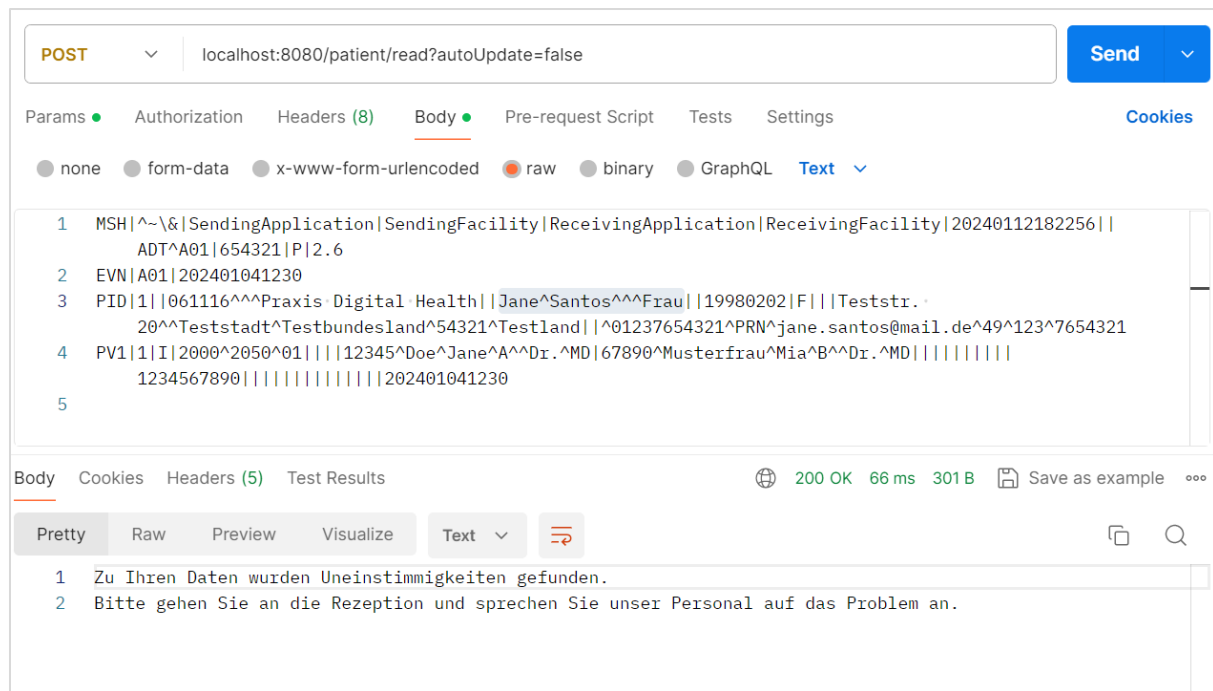 POST localhost:8080/patient/read?autoUpdate=false Send
Params Authorization Headers (8) Body Pre-request Script Tests Settings Cookies
none form-data x-www-form-urlencoded raw binary GraphQL Text
1 MSH|^~\&|SendingApplication|SendingFacility|ReceivingApplication|ReceivingFacility|20240112182256||
ADT^A01|654321|P|2.6
2 EVN|A01|202401041230
3 PID|1||061116^^^Praxis Digital Health||Jane^Santos^^^Frau||19980202|F|||Teststr.
20^^Teststadt^Testbundesland^54321^Testland||^01237654321^PRN^jane.santos@mail.de^49^123^7654321
4 PV1|1|I|2000^2050^01||||12345^Doe^Jane^A^^Dr.^MD|67890^Musterfrau^Mia^B^^Dr.^MD||||||||||
1234567890||||||||||||||202401041230
5
Body Cookies Headers (5) Test Results 200 OK 66 ms 301 B Save as example
Pretty Raw Preview Visualize Text
1 Zu Ihren Daten wurden Uneinstimmigkeiten gefunden.
2 Bitte gehen Sie an die Rezeption und sprechen Sie unser Personal auf das Problem an.